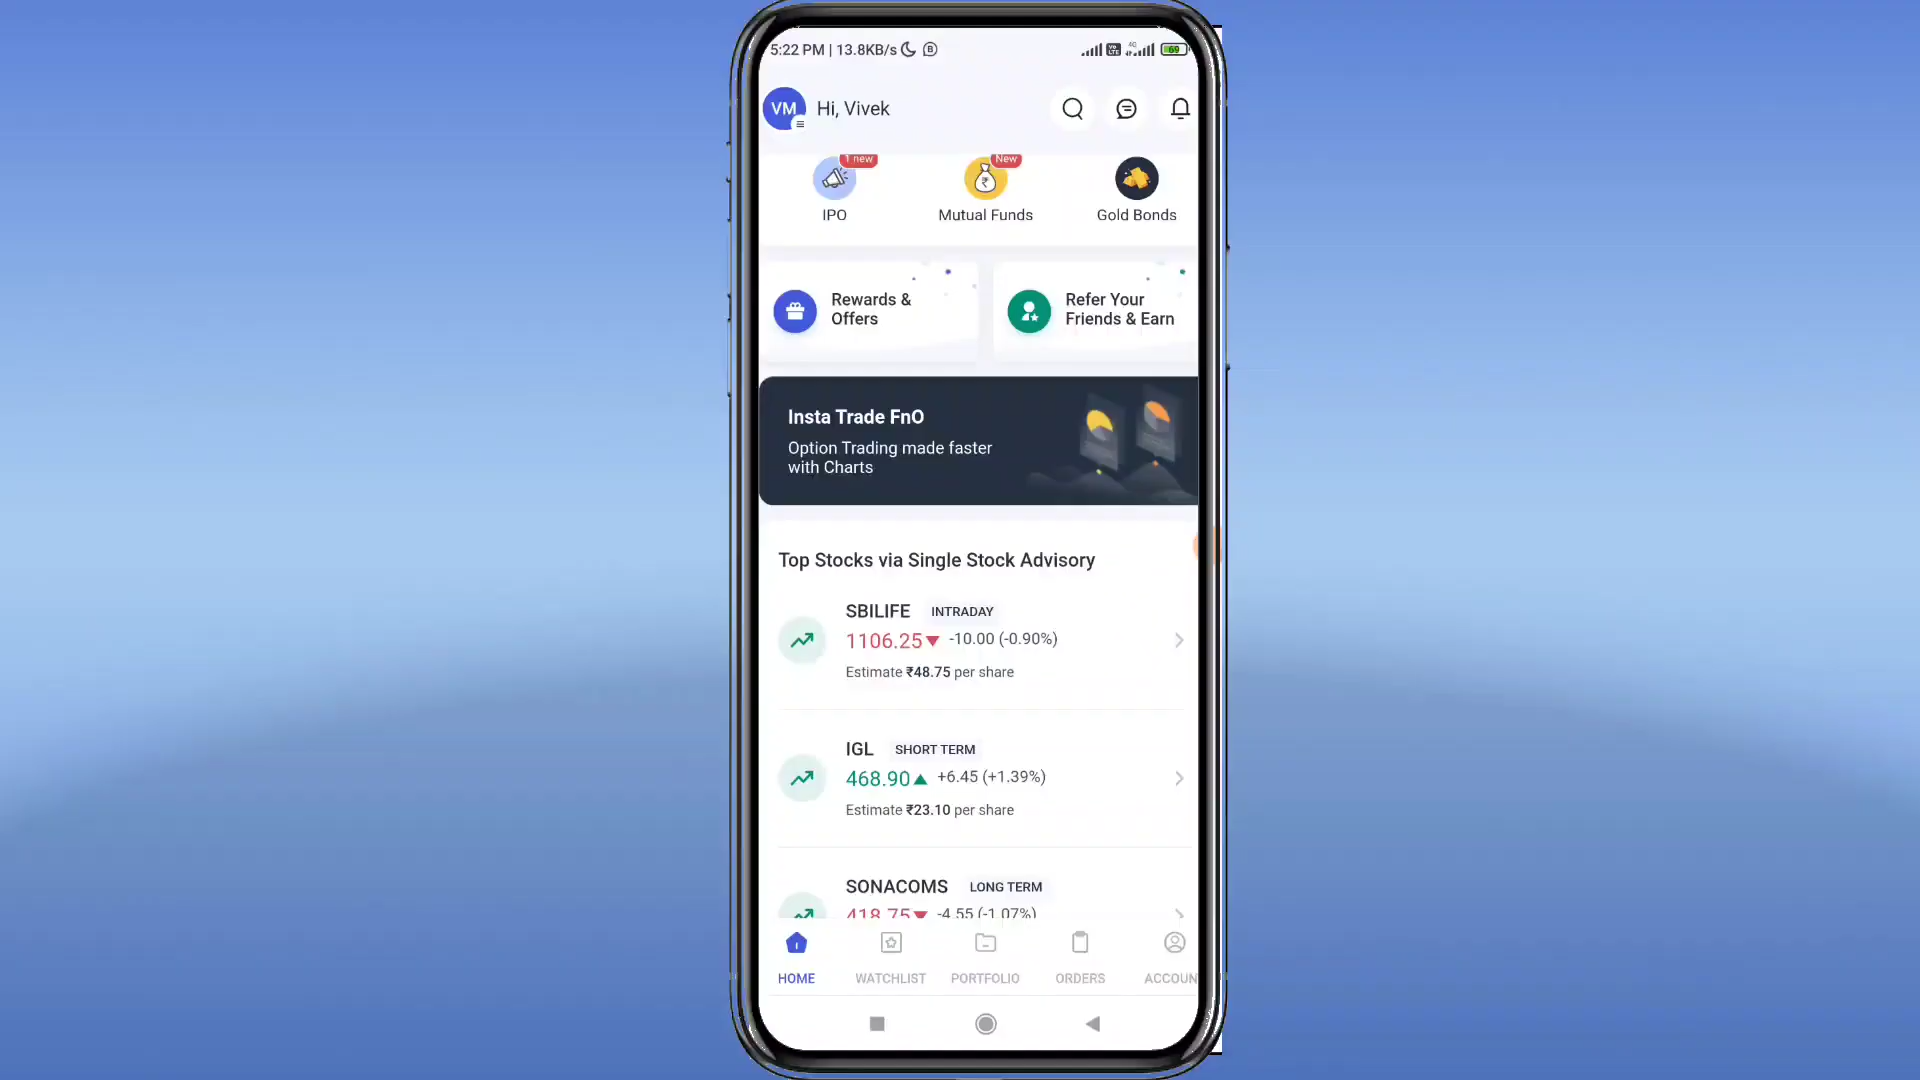 5:22 PM | 13.8KB/s
69
VM
Hi, Vivek
1 new
New
IPO
Mutual Funds
Gold Bonds
Rewards &
Offers
Refer Your
Friends & Earn
Insta Trade FnO
Option Trading made faster
with Charts
Top Stocks via Single Stock Advisory
SBILIFE INTRADAY
1106.25 -10.00 (-0.90%)
Estimate ₹48.75 per share
IGL SHORT TERM
468.90 +6.45 (+1.39%)
Estimate ₹23.10 per share
SONACOMS LONG TERM
418.75 -4.55 (-1.07%)
HOME
WATCHLIST
PORTFOLIO
ORDERS
ACCOUN